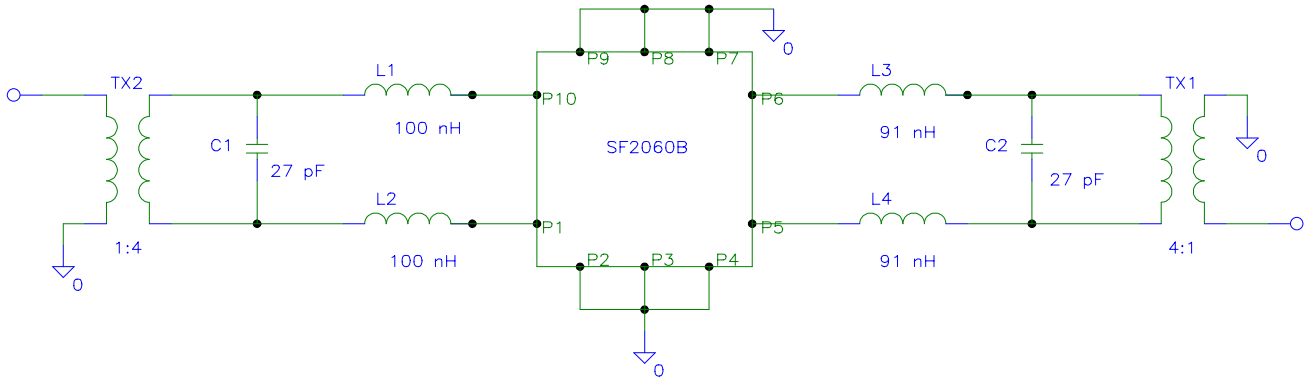 P9
P8
P7
0
TX2
L1
L3
TX1
P10
P6
100 nH
91 nH
C1
SF2060B
C2
0
27 pF
27 pF
L2
L4
P1
P5
1:4
4:1
100 nH
P2
P3
P4
91 nH
0
0